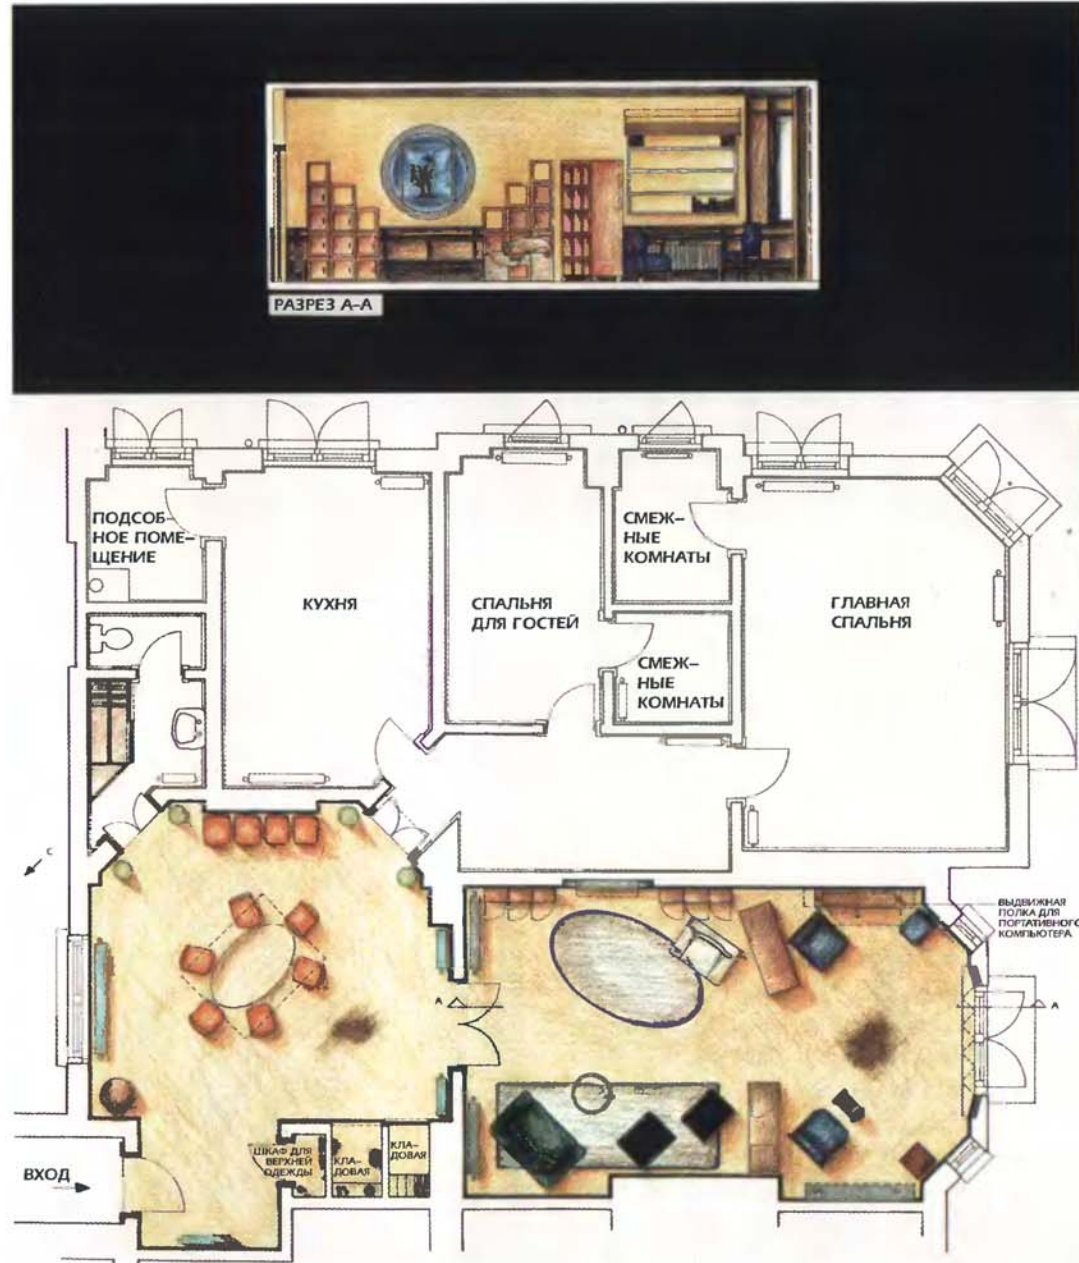 РАЗРЕЗ А–А
ПОДСОБ–
НОЕ ПОМЕ–
ЩЕНИЕ
КУХНЯ
СПАЛЬНЯ
ДЛЯ ГОСТЕЙ
СМЕЖ–
НЫЕ
КОМНАТЫ
СМЕЖ–
НЫЕ
КОМНАТЫ
ГЛАВНАЯ
СПАЛЬНЯ
С
ВЫДВИЖНАЯ
ПОЛКА ДЛЯ
ПОРТАТИВНОГО
КОМПЬЮТЕРА
А
А
ВХОД
ШКАФ ДЛЯ
ВЕРХНЕЙ
ОДЕЖДЫ
КЛА–
ДОВАЯ
КЛА–
ДОВАЯ